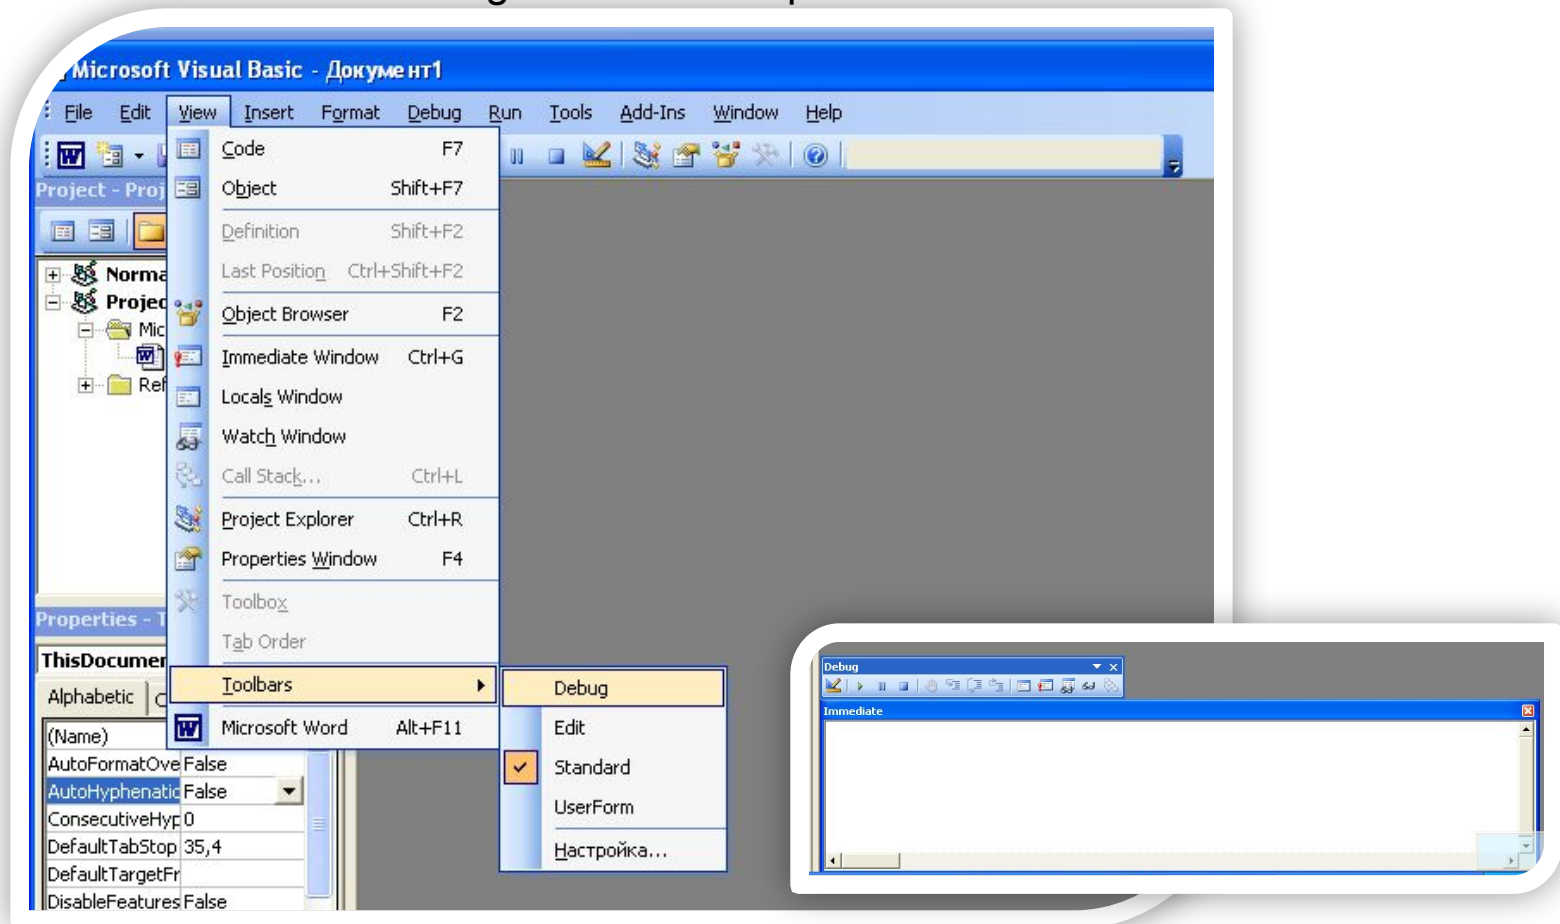 Microsoft Visual Basic - Документ1
File Edit View Insert Format Debug Run Tools Add-Ins Window Help
Code F7
Project - Proj
Object Shift+F7
Definition Shift+F2
Last Position Ctrl+Shift+F2
Norma
Projec
Object Browser F2
Mic
Immediate Window Ctrl+G
Ref
Locals Window
Watch Window
Call Stack... Ctrl+L
Project Explorer Ctrl+R
Properties Window F4
Toolbox
Properties - T
Tab Order
ThisDocumer
Toolbars
Alphabetic
Microsoft Word Alt+F11
(Name)
AutoFormatOve False
AutoHyphenatic False
ConsecutiveHyp 0
DefaultTabStop 35,4
DefaultTargetFr
DisableFeatures False
Debug
Edit
Standard
UserForm
Настройка...
Debug
Immediate